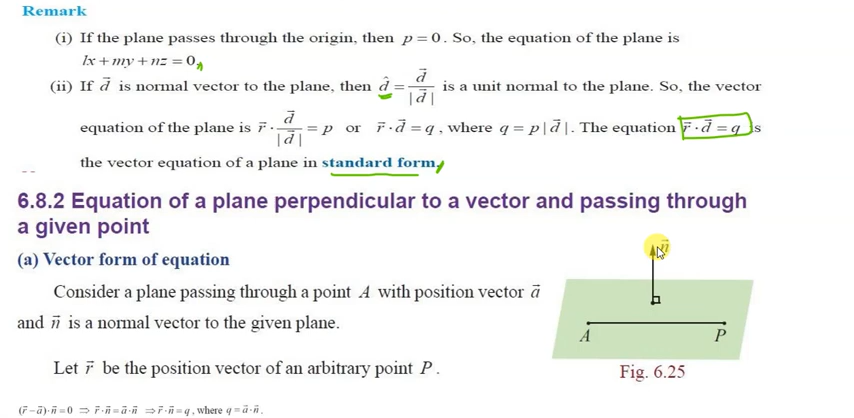 Remark
(i) If the plane passes through the origin, then p = 0. So, the equation of the plane is
lx + my + nz = 0.
(ii) If d⃗ is normal vector to the plane, then d̂ = d⃗ / |d⃗| is a unit normal to the plane. So, the vector
equation of the plane is r⃗ · d⃗ / |d⃗| = p or r⃗ · d⃗ = q, where q = p | d⃗ |. The equation r⃗ · d⃗ = q is
the vector equation of a plane in standard form.
6.8.2 Equation of a plane perpendicular to a vector and passing through
a given point
(a) Vector form of equation
Consider a plane passing through a point A with position vector a⃗
and n⃗ is a normal vector to the given plane.
Let r⃗ be the position vector of an arbitrary point P.
n⃗
A P
Fig. 6.25
(r⃗ − a⃗) · n⃗ = 0 ⇒ r⃗ · n⃗ = a⃗ · n⃗ ⇒ r⃗ · n⃗ = q, where q = a⃗ · n⃗.